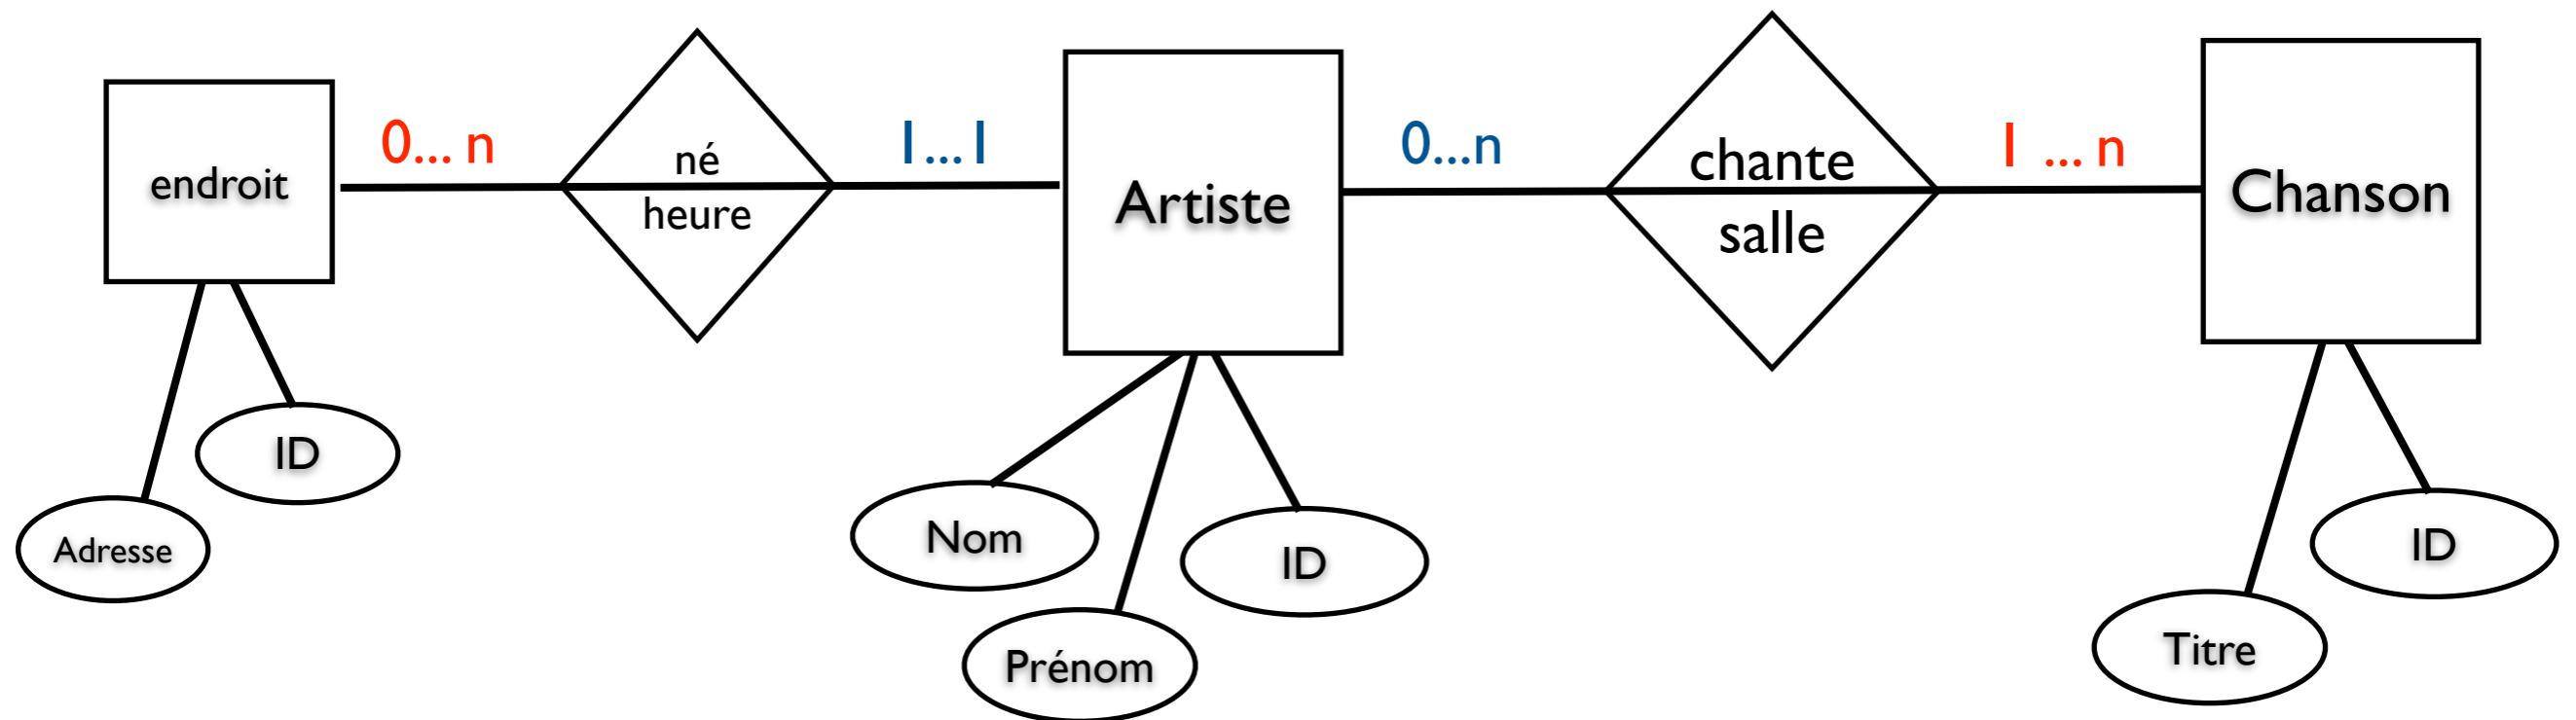 endroit
0... n
né
heure
1...1
Artiste
0...n
chante
salle
1 ... n
Chanson
Adresse
ID
Nom
Prénom
ID
Titre
ID